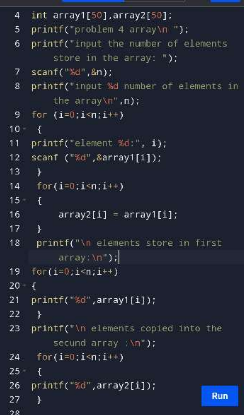 4 int array1[50],array2[50];
5 printf("problem 4 array\n ");
6 printf("input the number of elements
store in the array: ");
7 scanf("%d",&n);
8 printf("input %d number of elements in
the array\n",n);
9 for (i=0;i<n;i++)
10 {
11 printf("element %d:", i);
12 scanf ("%d",&array1[i]);
13 }
14 for(i=0;i<n;i++)
15 {
16 array2[i] = array1[i];
17 }
18 printf("\n elements store in first
array:\n");
19 for(i=0;i<n;i++)
20 {
21 printf("%d",array1[i]);
22 }
23 printf("\n elements copied into the
secund array :\n");
24 for(i=0;i<n;i++)
25 {
26 printf("%d",array2[i]);
27 }
28
Run